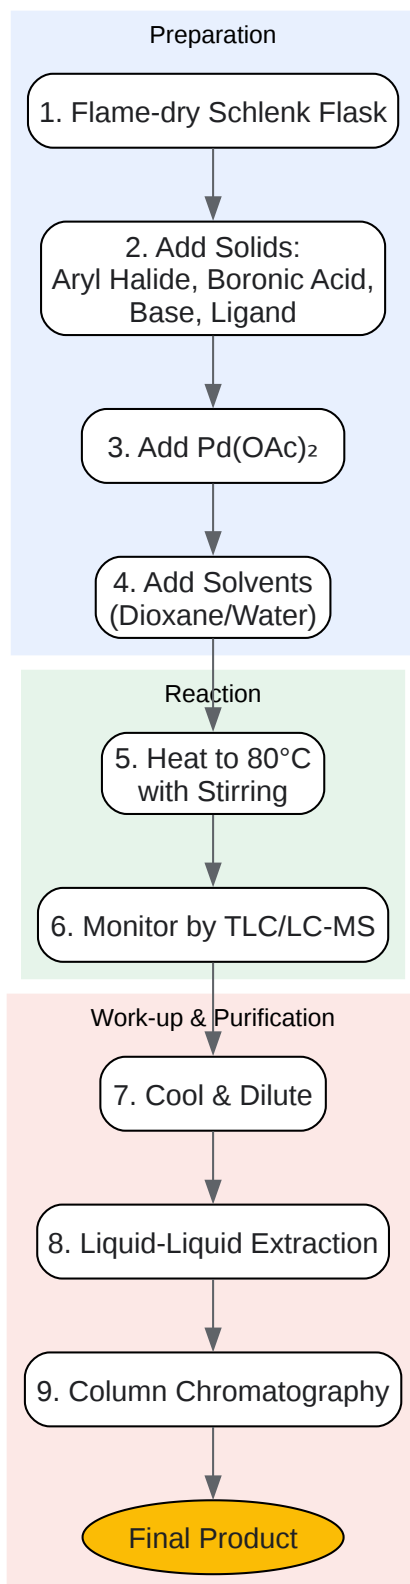 Preparation
1. Flame-dry Schlenk Flask
2. Add Solids:
Aryl Halide, Boronic Acid,
Base, Ligand
3. Add Pd(OAc)₂
4. Add Solvents
(Dioxane/Water)
Reaction
5. Heat to 80°C
with Stirring
6. Monitor by TLC/LC-MS
Work-up & Purification
7. Cool & Dilute
8. Liquid-Liquid Extraction
9. Column Chromatography
Final Product